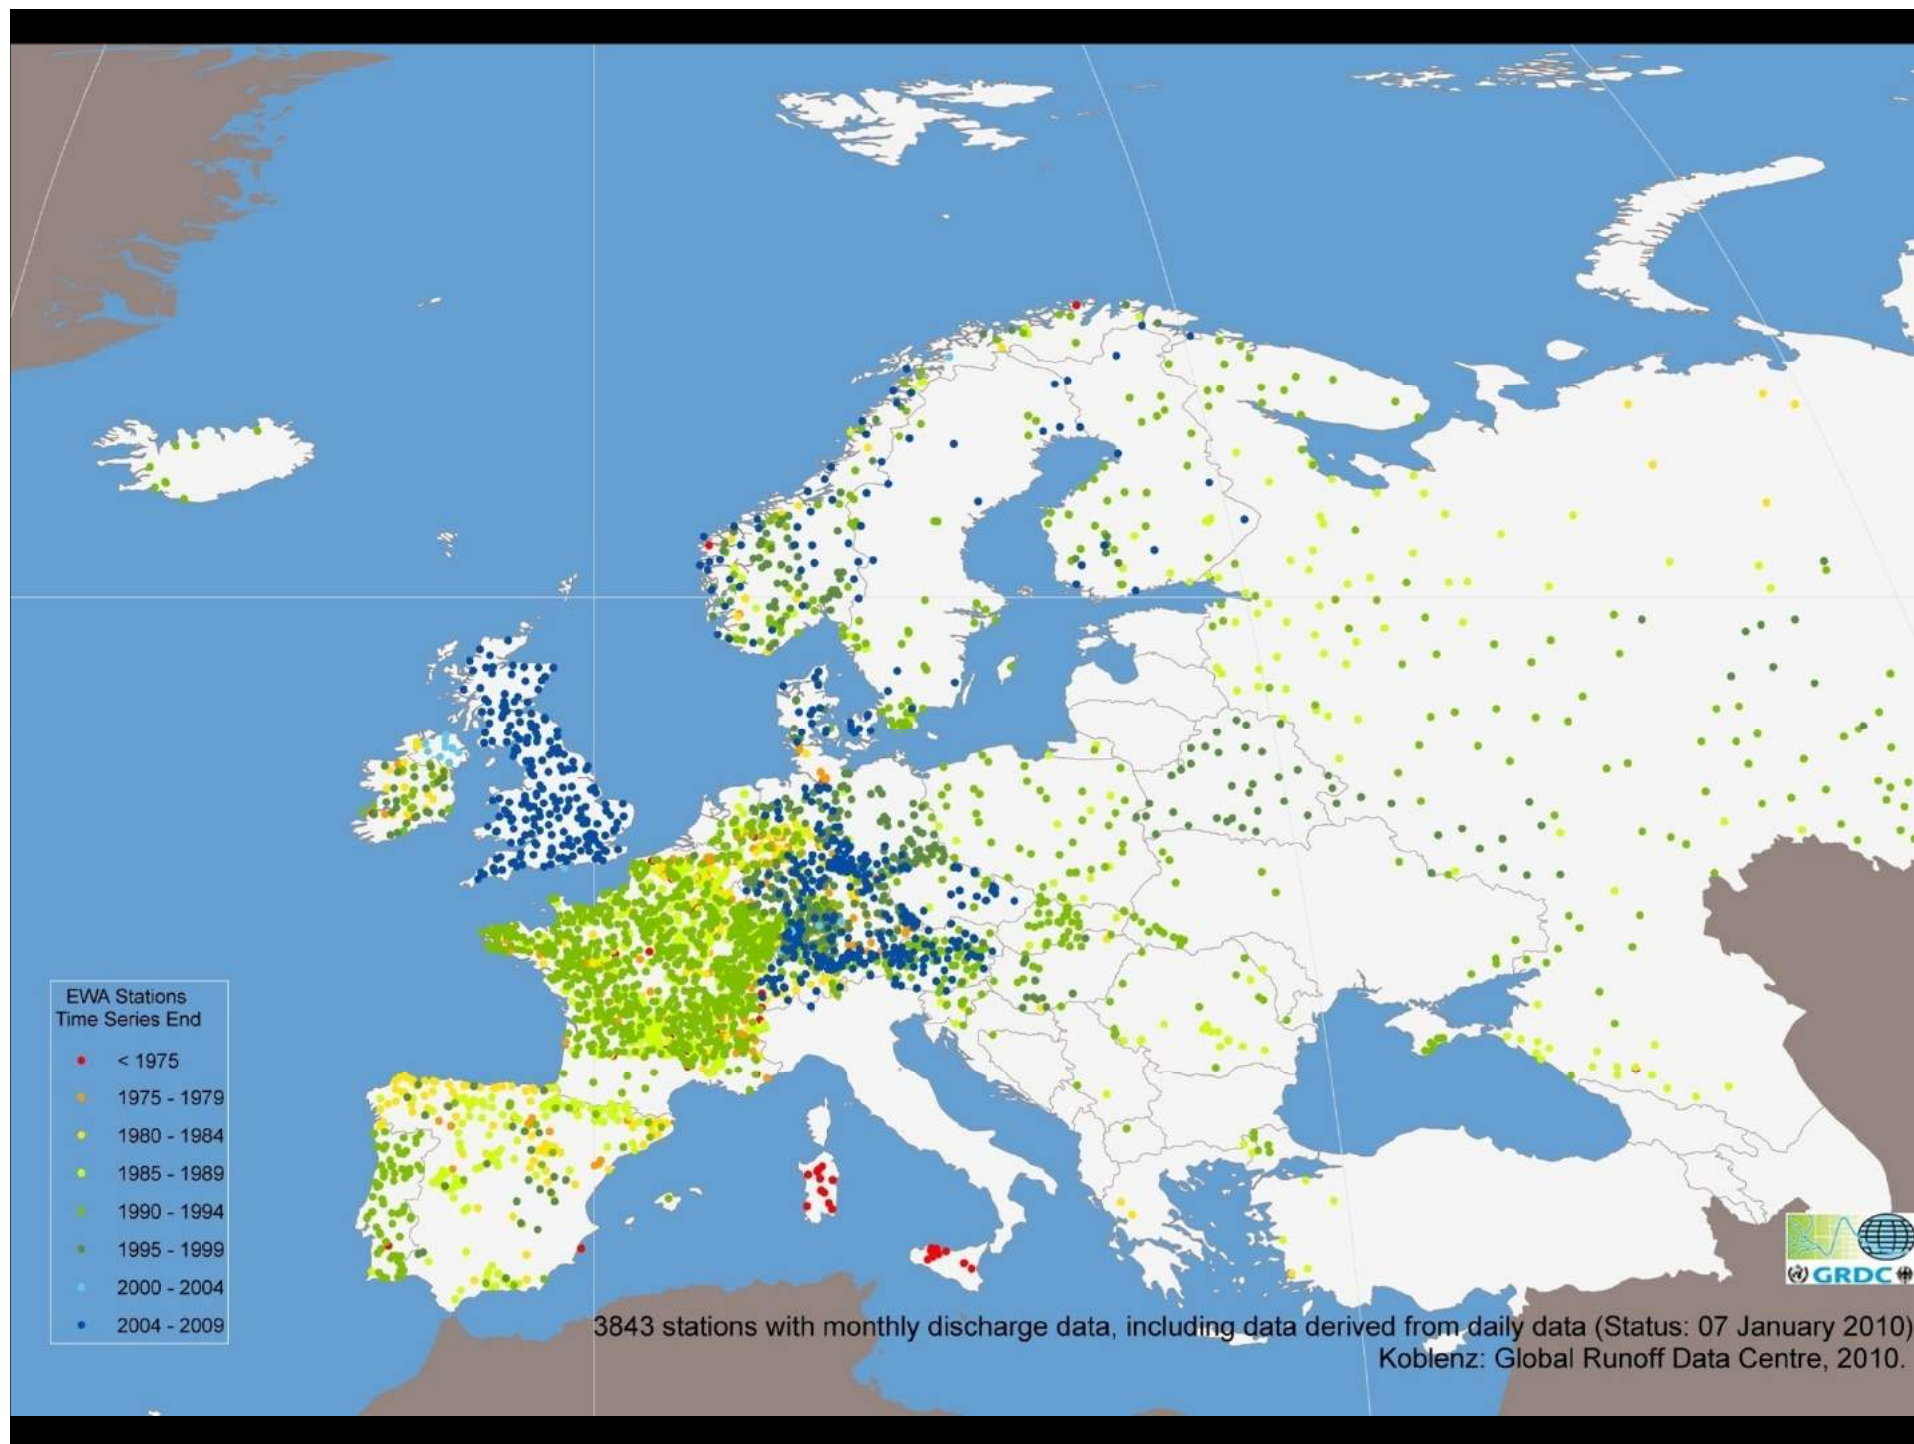 EWA Stations
Time Series End
< 1975
1975 - 1979
1980 - 1984
1985 - 1989
1990 - 1994
1995 - 1999
2000 - 2004
2004 - 2009
GRDC
3843 stations with monthly discharge data, including data derived from daily data (Status: 07 January 2010)
Koblenz: Global Runoff Data Centre, 2010.